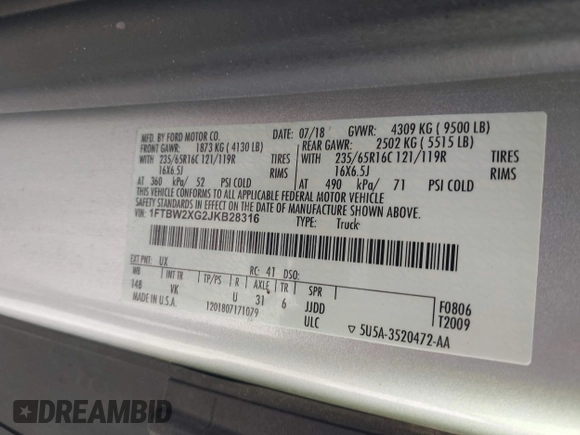 MFD. BY FORD MOTOR CO. DATE: 07/18 GVWR: 4309 KG ( 9500 LB)
FRONT GAWR: 1873 KG ( 4130 LB) REAR GAWR: 2502 KG ( 5515 LB)
WITH 235/65R16C 121/119R TIRES WITH 235/65R16C 121/119R TIRES
16X6.5J RIMS 16X6.5J RIMS
AT 360 kPa/ 52 PSI COLD AT 490 kPa/ 71 PSI COLD
THIS VEHICLE CONFORMS TO ALL APPLICABLE FEDERAL MOTOR VEHICLE
SAFETY STANDARDS IN EFFECT ON THE DATE OF MANUFACTURE SHOWN ABOVE.
VIN: 1FTBW2XG2JKB28316 TYPE: Truck
EXT PNT: UX RC: 41 DSO:
WB INT TR TP/PS R AXLE TR SPR
148 VK U 31 6 JJDD F0806
MADE IN U.S.A. 1201807171079 ULC T2009
▽ 5U5A-3520472-AA
DREAMBID